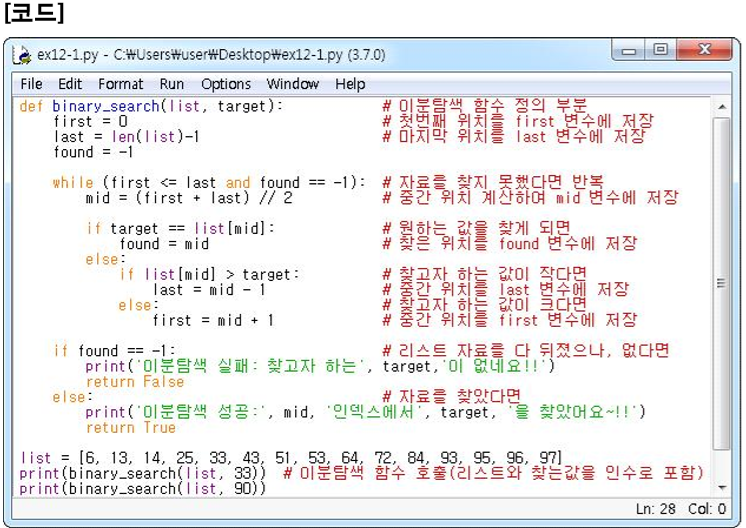 [코드]
ex12-1.py - C:₩Users₩user₩Desktop₩ex12-1.py (3.7.0)
File Edit Format Run Options Window Help
def binary_search(list, target): # 이분탐색 함수 정의 부분
    first = 0 # 첫번째 위치를 first 변수에 저장
    last = len(list)-1 # 마지막 위치를 last 변수에 저장
    found = -1
    while (first <= last and found == -1): # 자료를 찾지 못했다면 반복
        mid = (first + last) // 2 # 중간 위치 계산하여 mid 변수에 저장
        if target == list[mid]: # 원하는 값을 찾게 되면
            found = mid # 찾은 위치를 found 변수에 저장
        else:
            if list[mid] > target: # 찾고자 하는 값이 작다면
                last = mid - 1 # 중간 위치를 last 변수에 저장
            else: # 찾고자 하는 값이 크다면
                first = mid + 1 # 중간 위치를 first 변수에 저장
    if found == -1: # 리스트 자료를 다 뒤졌으나, 없다면
        print('이분탐색 실패: 찾고자 하는', target,'이 없네요!!')
        return False
    else: # 자료를 찾았다면
        print('이분탐색 성공:', mid, '인덱스에서', target, '을 찾았어요~!!')
        return True
list = [6, 13, 14, 25, 33, 43, 51, 53, 64, 72, 84, 93, 95, 96, 97]
print(binary_search(list, 33)) # 이분탐색 함수 호출(리스트와 찾는값을 인수로 포함)
print(binary_search(list, 90))
Ln: 28 Col: 0